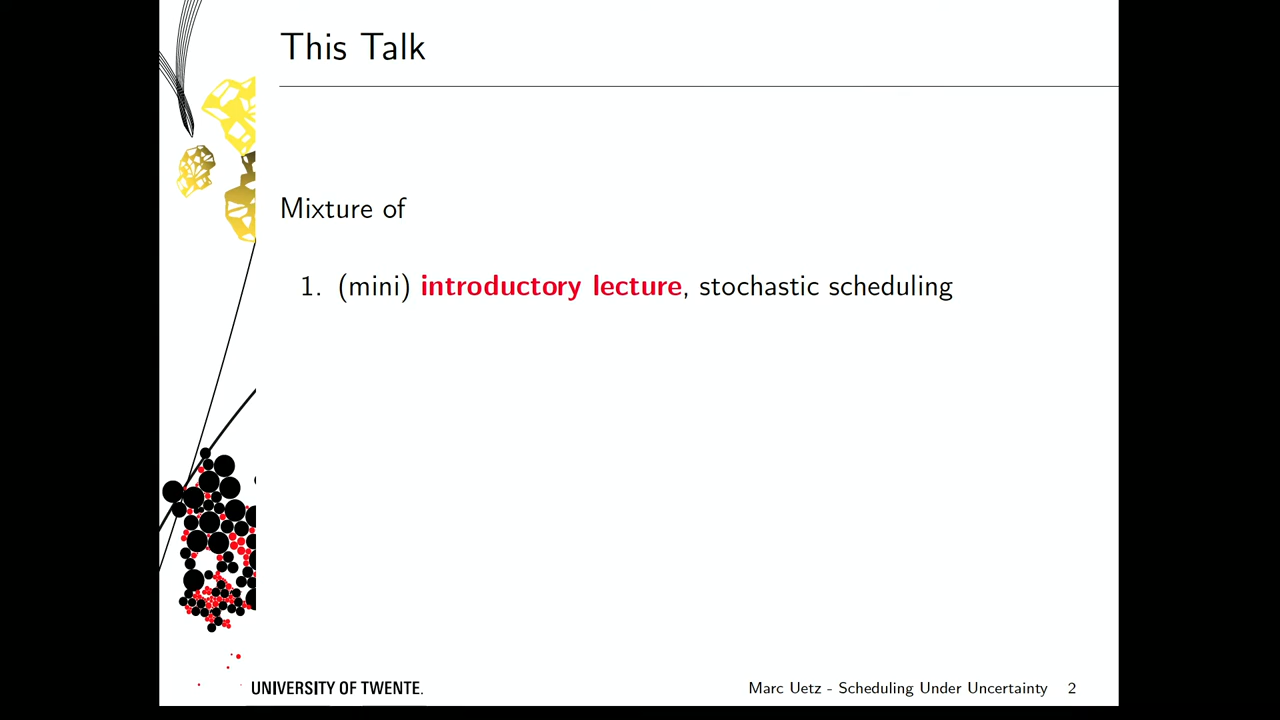 This Talk
Mixture of
1. (mini) introductory lecture, stochastic scheduling
UNIVERSITY OF TWENTE.
Marc Uetz - Scheduling Under Uncertainty 2